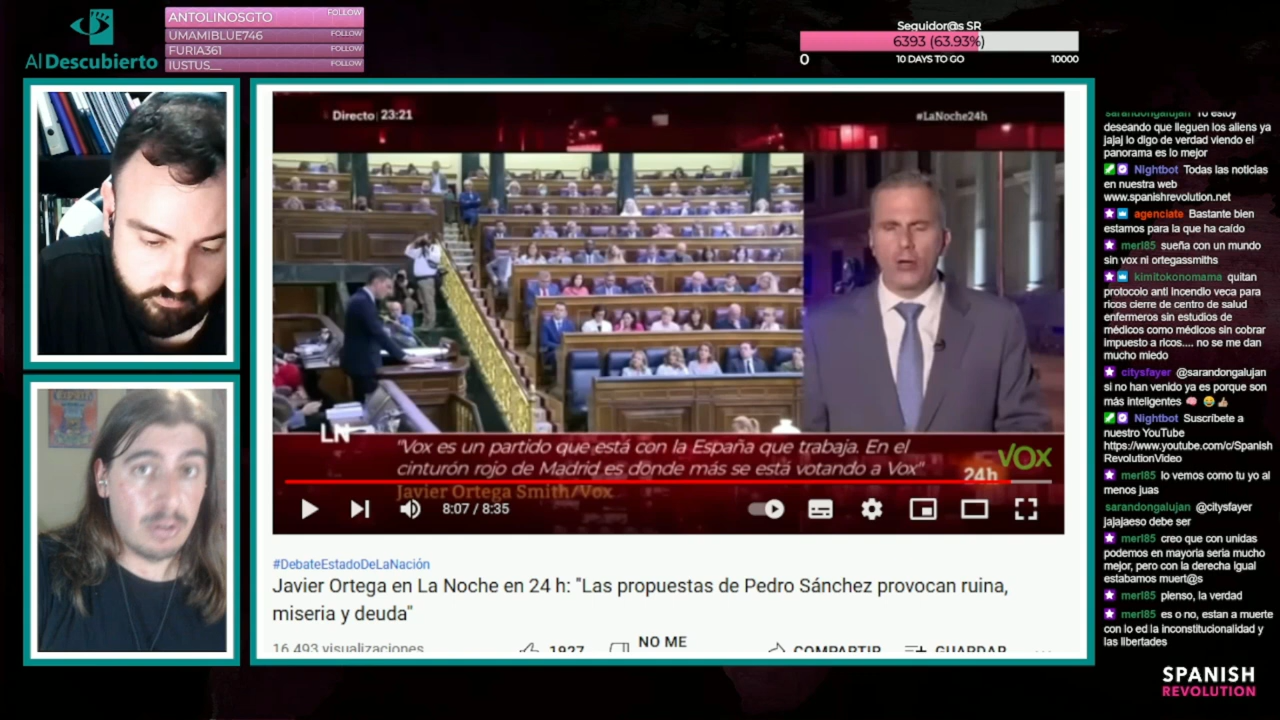 ANTOLINOSGTO FOLLOW
UMAMIBLUE746 FOLLOW
FURIA361 FOLLOW
IUSTUS__ FOLLOW
Al Descubierto
Seguidor@s SR
6393 (63.93%)
0 10 DAYS TO GO 10000
Directo 23:21
#LaNoche24h
LN
"Vox es un partido que está con la España que trabaja. En el
cinturón rojo de Madrid es donde más se está votando a Vox"
Javier Ortega Smith/Vox
VOX
24h
8:07 / 8:35
#DebateEstadoDeLaNación
Javier Ortega en La Noche en 24 h: "Las propuestas de Pedro Sánchez provocan ruina,
miseria y deuda"
16.493 visualizaciones 1927 NO ME COMPARTIR GUARDAR
sarandongalujan Yo estoy
deseando que lleguen los aliens ya
jajaj lo digo de verdad viendo el
panorama es lo mejor
Nightbot Todas las noticias
en nuestra web
www.spanishrevolution.net
agenciate Bastante bien
estamos para la que ha caído
merl85 sueña con un mundo
sin vox ni ortegassmiths
kimitokonomama quitan
protocolo anti incendio veca para
ricos cierre de centro de salud
enfermeros sin estudios de
médicos como médicos sin cobrar
impuesto a ricos.... no se me dan
mucho miedo
citysfayer @sarandongalujan
si no han venido ya es porque son
más inteligentes 🧠 😂 👍🏼
Nightbot Suscríbete a
nuestro YouTube
https://www.youtube.com/c/Spanish
RevolutionVideo
merl85 lo vemos como tu yo al
menos juas
sarandongalujan @citysfayer
jajajaeso debe ser
merl85 creo que con unidas
podemos en mayoria seria mucho
mejor, pero con la derecha igual
estabamos muert@s
merl85 pienso, la verdad
merl85 es o no, estan a muerte
con lo ed la inconstitucionalidad y
las libertades
SPANISH
REVOLUTION